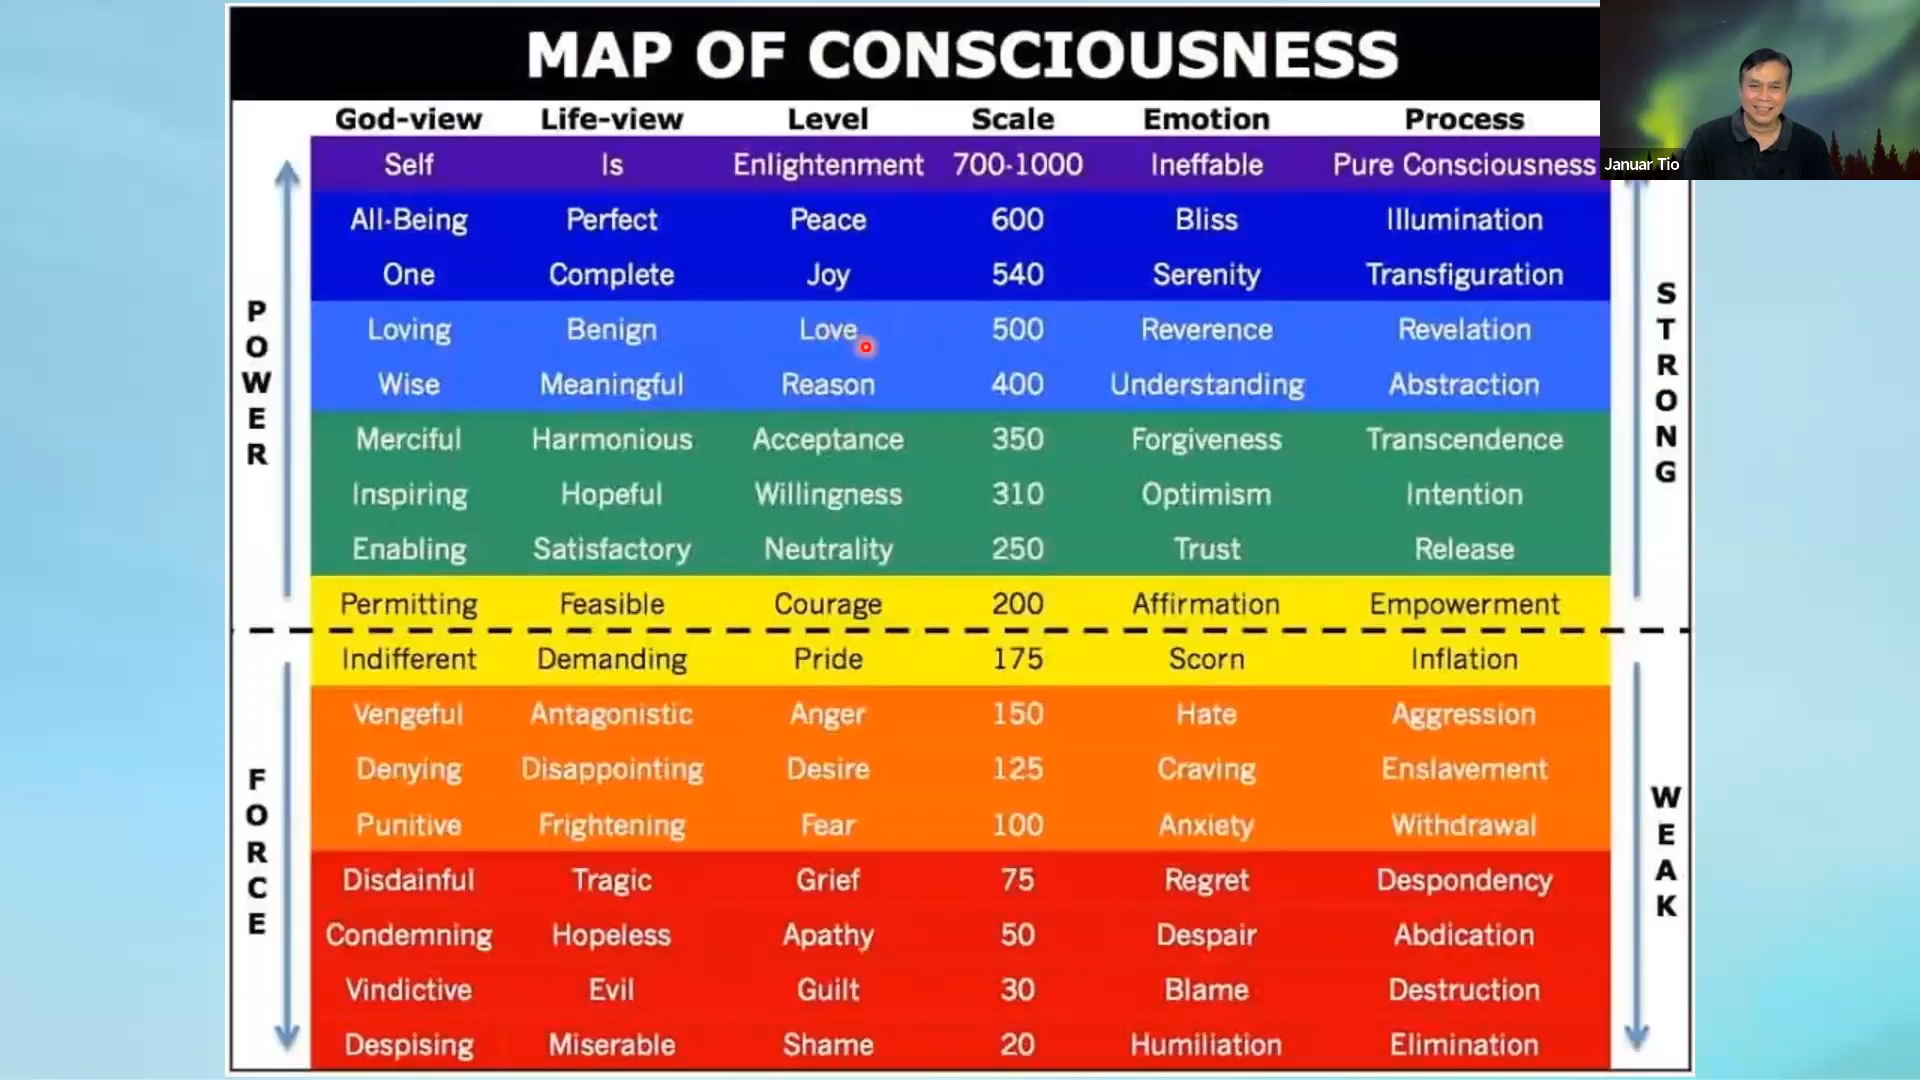 MAP OF CONSCIOUSNESS
God-view Life-view Level Scale Emotion Process
Self Is Enlightenment 700-1000 Ineffable Pure Consciousness
All-Being Perfect Peace 600 Bliss Illumination
One Complete Joy 540 Serenity Transfiguration
Loving Benign Love 500 Reverence Revelation
Wise Meaningful Reason 400 Understanding Abstraction
Merciful Harmonious Acceptance 350 Forgiveness Transcendence
Inspiring Hopeful Willingness 310 Optimism Intention
Enabling Satisfactory Neutrality 250 Trust Release
Permitting Feasible Courage 200 Affirmation Empowerment
Indifferent Demanding Pride 175 Scorn Inflation
Vengeful Antagonistic Anger 150 Hate Aggression
Denying Disappointing Desire 125 Craving Enslavement
Punitive Frightening Fear 100 Anxiety Withdrawal
Disdainful Tragic Grief 75 Regret Despondency
Condemning Hopeless Apathy 50 Despair Abdication
Vindictive Evil Guilt 30 Blame Destruction
Despising Miserable Shame 20 Humiliation Elimination
POWER
FORCE
STRONG
WEAK
Januar Tio